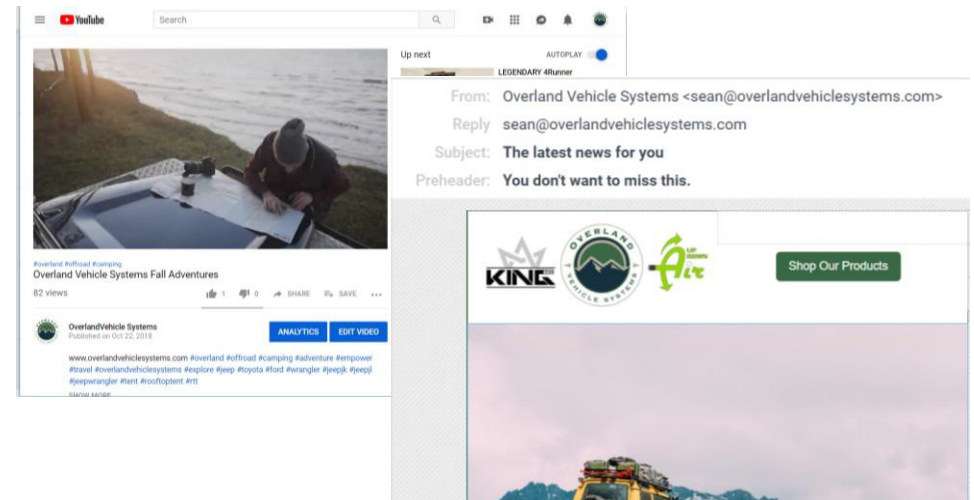 YouTube
Search
Up next
AUTOPLAY
LEGENDARY 4Runner
#overland #offroad #camping
Overland Vehicle Systems Fall Adventures
82 views
1
0
SHARE
SAVE
OverlandVehicle Systems
Published on Oct 22, 2018
ANALYTICS
EDIT VIDEO
www.overlandvehiclesystems.com #overland #offroad #camping #adventure #empower
#travel #overlandvehiclesystems #explore #jeep #toyota #ford #wrangler #jeepjk #jeepjl
#jeepwrangler #tent #rooftoptent #rtt
SHOW MORE
From: Overland Vehicle Systems <sean@overlandvehiclesystems.com>
Reply sean@overlandvehiclesystems.com
Subject: The latest news for you
Preheader: You don't want to miss this.
KING
OVERLAND
VEHICLE SYSTEMS
UP DOWN
Air
Shop Our Products